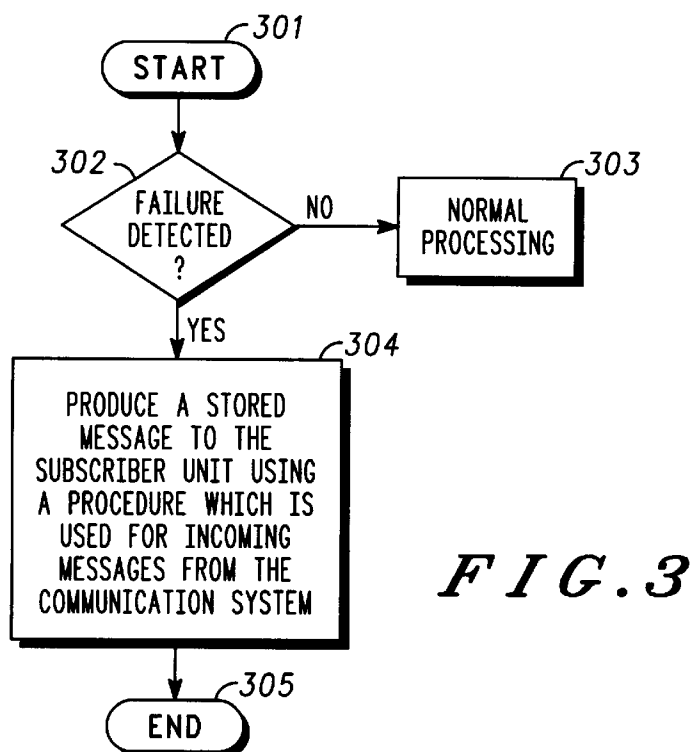 301
START
302
FAILURE
DETECTED
?
NO
303
NORMAL
PROCESSING
YES
304
PRODUCE A STORED
MESSAGE TO THE
SUBSCRIBER UNIT USING
A PROCEDURE WHICH IS
USED FOR INCOMING
MESSAGES FROM THE
COMMUNICATION SYSTEM
FIG.3
305
END